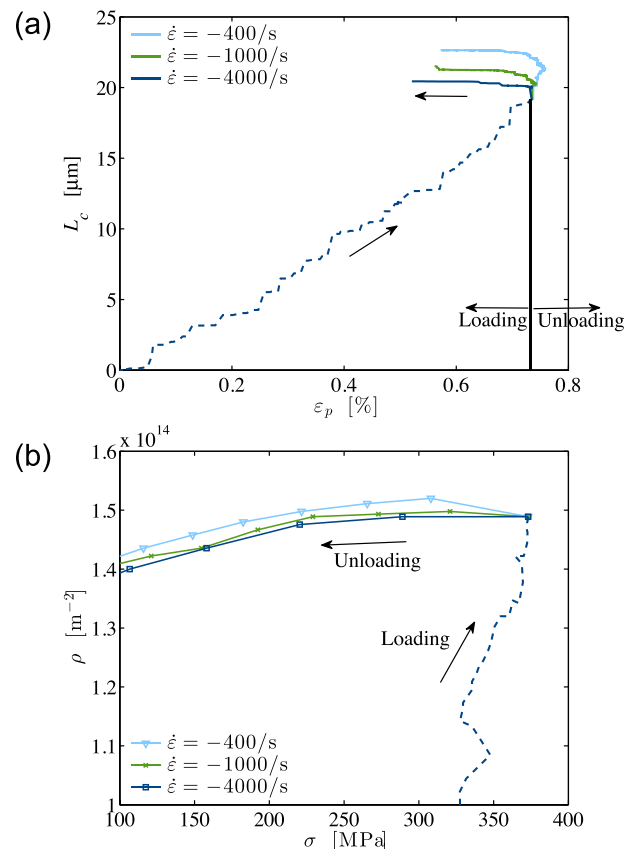 (a)
ε̇ = −400/s
ε̇ = −1000/s
ε̇ = −4000/s
25
20
15
10
5
0
L_c [μm]
Loading
Unloading
0
0.2
0.4
0.6
0.8
ε_p [%]
(b)
x 10^14
1.6
1.5
1.4
1.3
1.2
1.1
1
ρ [m^−2]
Unloading
Loading
ε̇ = −400/s
ε̇ = −1000/s
ε̇ = −4000/s
100
150
200
250
300
350
400
σ [MPa]